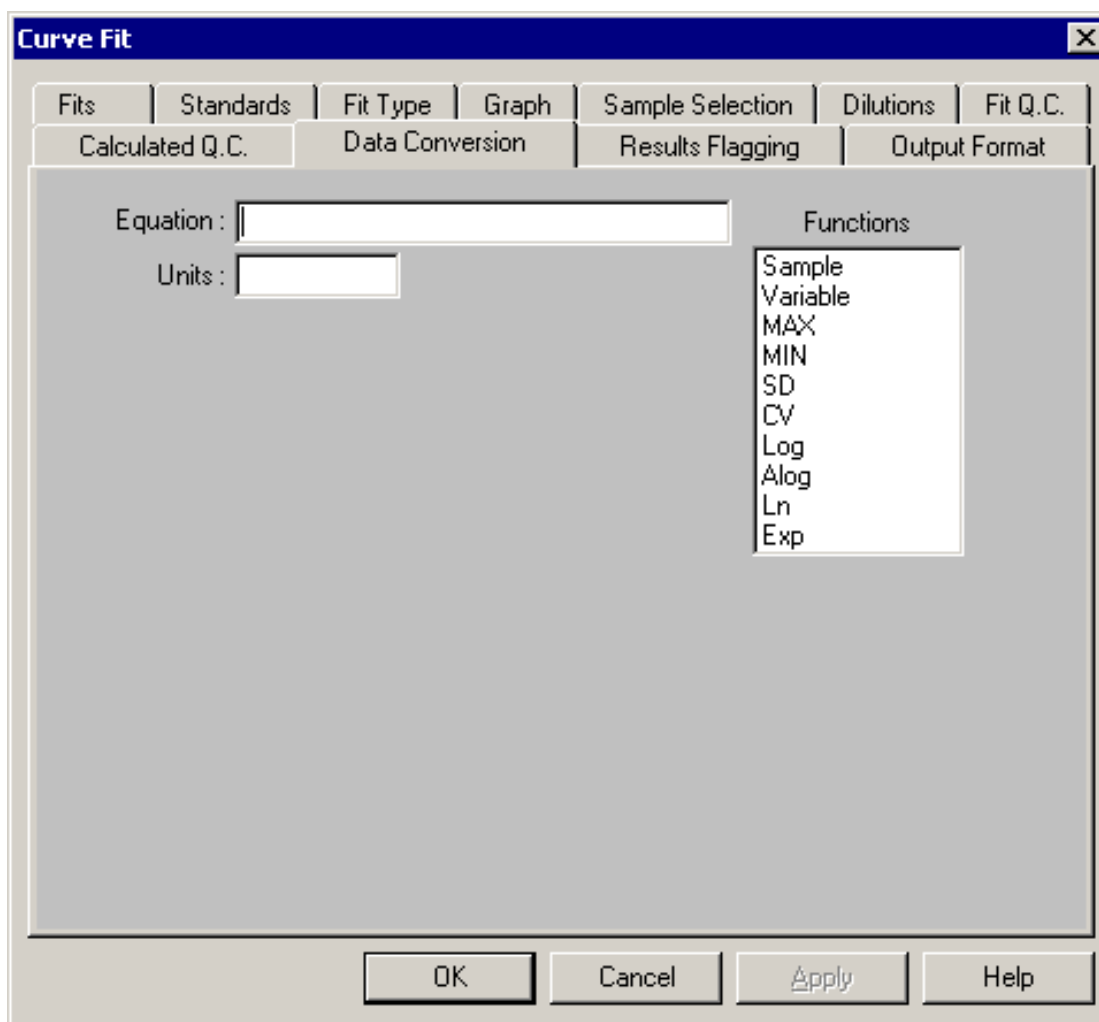 Curve Fit
Fits Standards Fit Type Graph Sample Selection Dilutions Fit Q.C.
Calculated Q.C. Data Conversion Results Flagging Output Format
Equation : Functions
Units :
Sample
Variable
MAX
MIN
SD
CV
Log
Alog
Ln
Exp
OK Cancel Apply Help